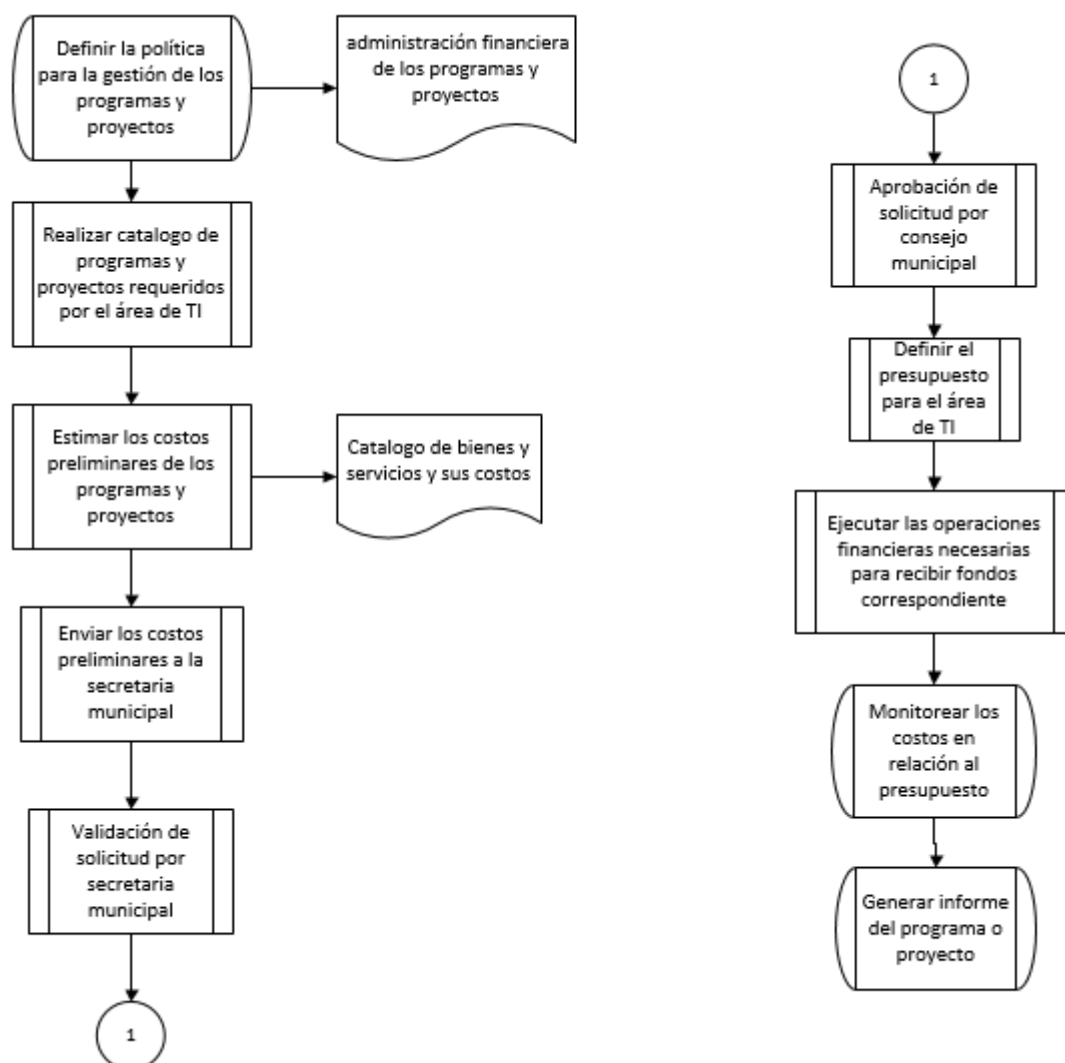 Definir la política
para la gestión de los
programas y
proyectos
administración financiera
de los programas y
proyectos
Realizar catalogo de
programas y
proyectos requeridos
por el área de TI
Estimar los costos
preliminares de los
programas y
proyectos
Catalogo de bienes y
servicios y sus costos
Enviar los costos
preliminares a la
secretaria
municipal
Validación de
solicitud por
secretaria
municipal
1
1
Aprobación de
solicitud por
consejo
municipal
Definir el
presupuesto
para el área
de TI
Ejecutar las operaciones
financieras necesarias
para recibir fondos
correspondiente
Monitorear los
costos en
relación al
presupuesto
Generar informe
del programa o
proyecto